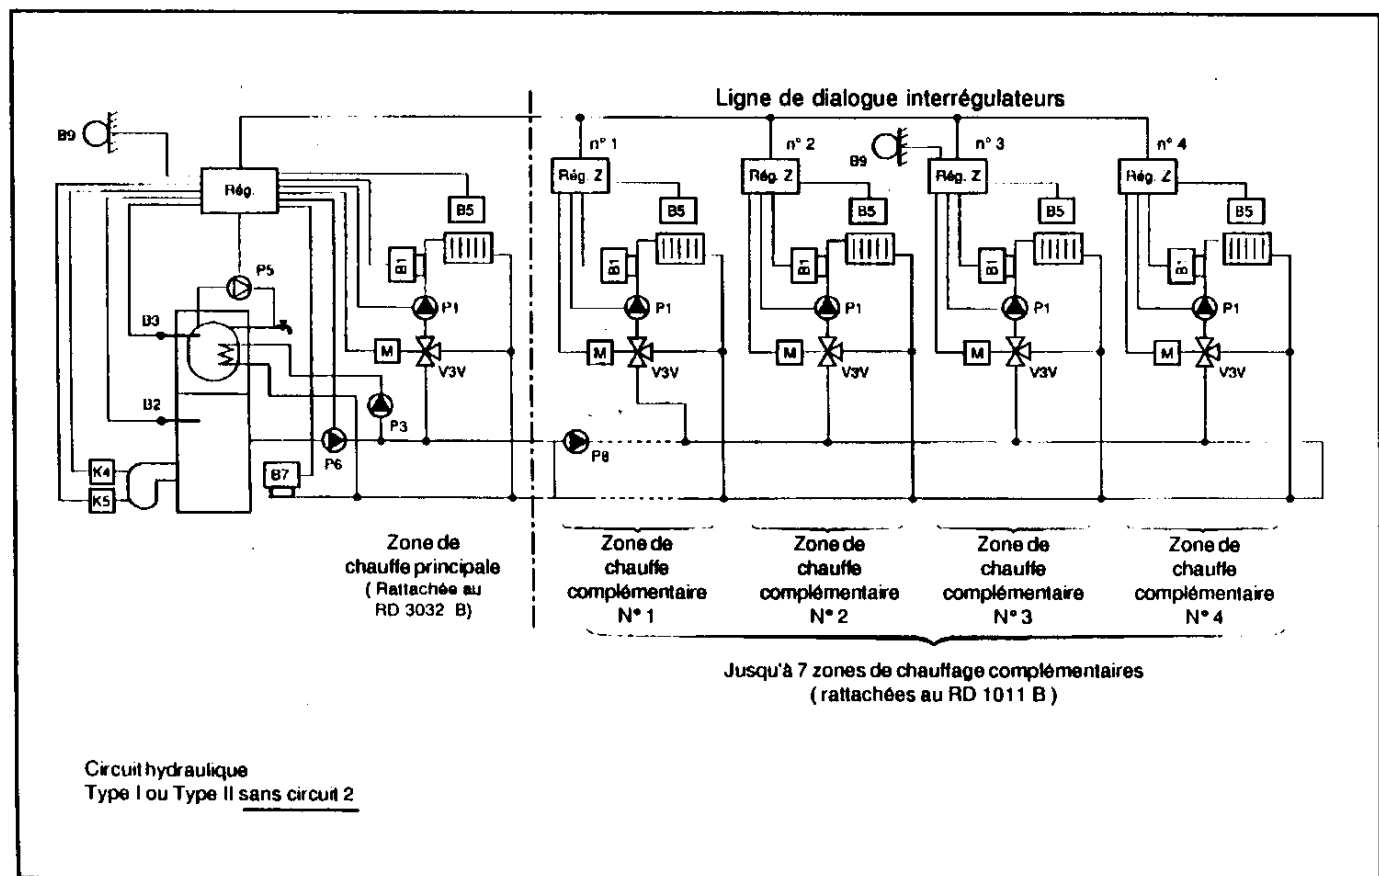 Ligne de dialogue interrégulateurs
B9
n° 1
n° 2
B9
n° 3
n° 4
Rég.
Rég. Z
Rég. Z
Rég. Z
Rég. Z
B5
B5
B5
B5
B5
B1
B1
B1
B1
B1
P5
P1
P1
P1
P1
P1
B3
M
V3V
M
V3V
M
V3V
M
V3V
M
V3V
B2
P3
P6
P8
K4
K5
B7
Zone de
chauffe principale
( Rattachée au
RD 3032 B)
Zone de
chauffe
complémentaire
N° 1
Zone de
chauffe
complémentaire
N° 2
Zone de
chauffe
complémentaire
N° 3
Zone de
chauffe
complémentaire
N° 4
Jusqu'à 7 zones de chauffage complémentaires
( rattachées au RD 1011 B )
Circuit hydraulique
Type I ou Type II sans circuit 2